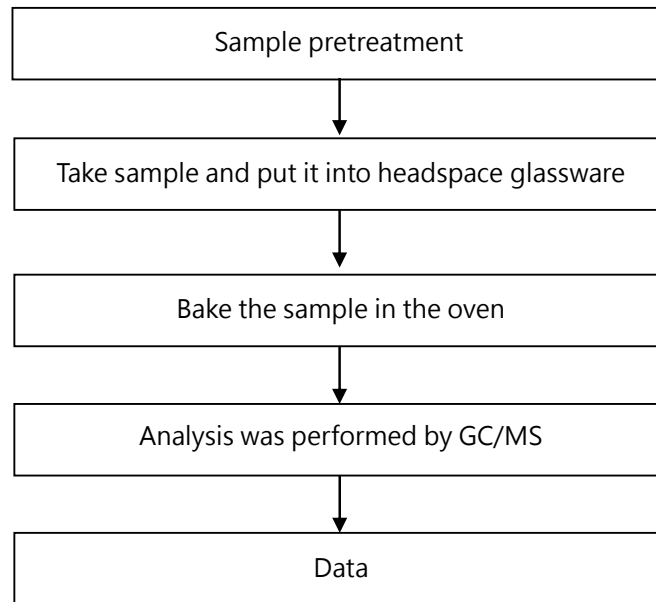 Sample pretreatment
Take sample and put it into headspace glassware
Bake the sample in the oven
Analysis was performed by GC/MS
Data